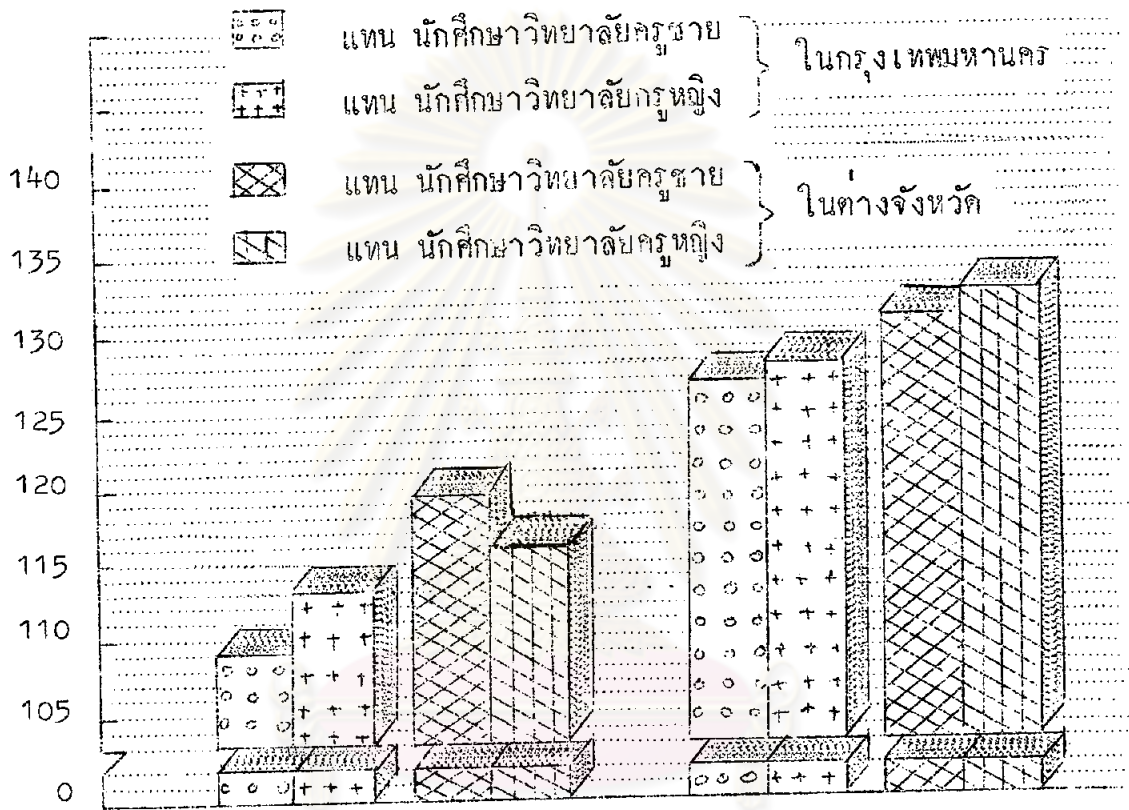 แทน นักศึกษาวิทยาลัยครูชาย
แทน นักศึกษาวิทยาลัยครูหญิง
ในกรุงเทพมหานคร
แทน นักศึกษาวิทยาลัยครูชาย
แทน นักศึกษาวิทยาลัยครูหญิง
ในต่างจังหวัด
140
135
130
125
120
115
110
105
0